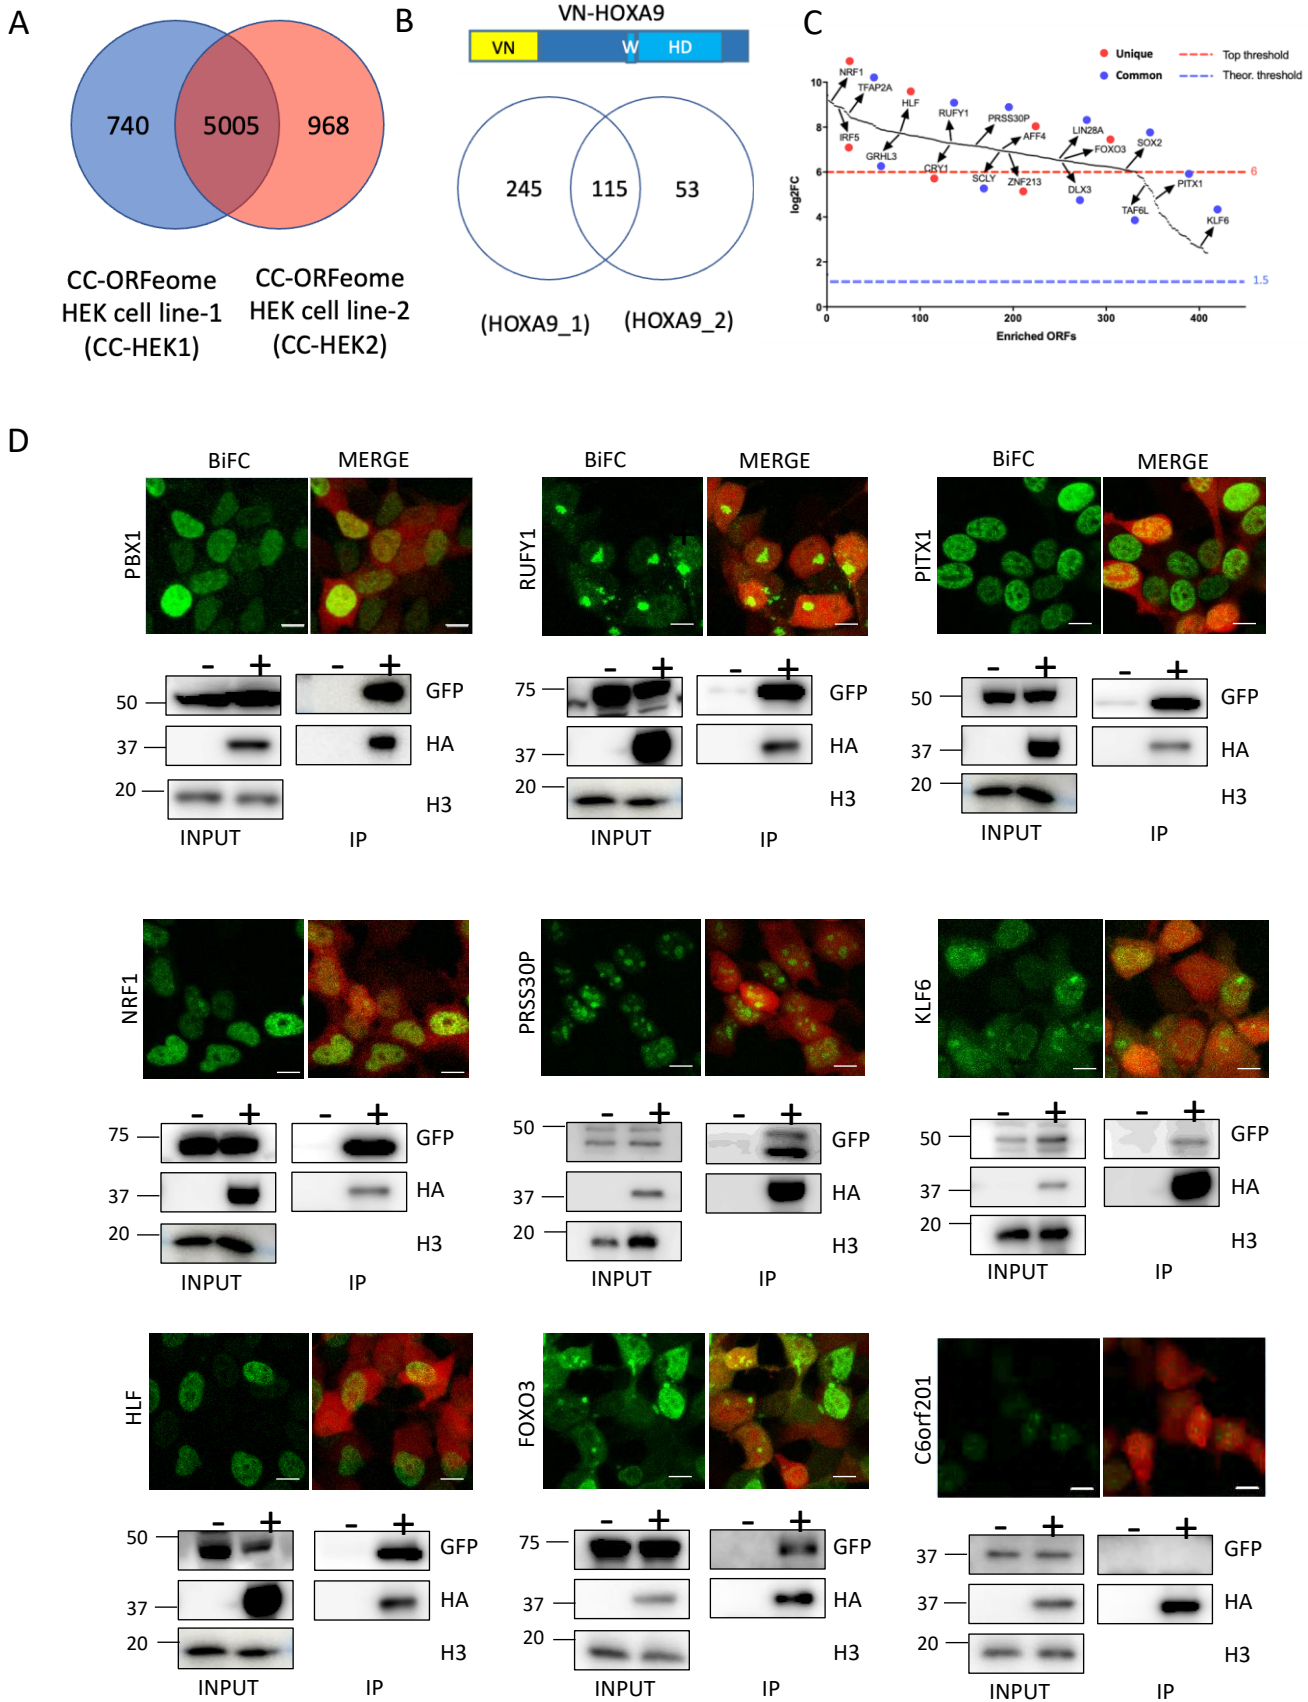 A
740
5005
968
CC-ORFeome
HEK cell line-1
(CC-HEK1)
CC-ORFeome
HEK cell line-2
(CC-HEK2)
B
VN-HOXA9
VN
W
HD
245
115
53
(HOXA9_1)
(HOXA9_2)
C
Unique
Common
Top threshold
Theor. threshold
log2FC
10
8
6
4
2
0
0
100
200
300
400
Enriched ORFs
6
1.5
NRF1
TFAP2A
HLF
RUFY1
PRSS30P
AFF4
LIN28A
FOXO3
SOX2
IRF5
GRHL3
CRY1
SCLY
ZNF213
DLX3
TAF6L
PITX1
KLF6
D
BiFC
MERGE
PBX1
- +
- +
50
GFP
37
HA
20
H3
INPUT
IP
BiFC
MERGE
RUFY1
- +
- +
75
GFP
37
HA
20
H3
INPUT
IP
BiFC
MERGE
PITX1
- +
- +
50
GFP
37
HA
20
H3
INPUT
IP
NRF1
- +
- +
75
GFP
37
HA
20
H3
INPUT
IP
PRSS30P
- +
- +
50
GFP
37
HA
20
H3
INPUT
IP
KLF6
- +
- +
50
GFP
37
HA
20
H3
INPUT
IP
HLF
- +
- +
50
GFP
37
HA
20
H3
INPUT
IP
FOXO3
- +
- +
75
GFP
37
HA
20
H3
INPUT
IP
C6orf201
- +
- +
37
GFP
37
HA
20
H3
INPUT
IP